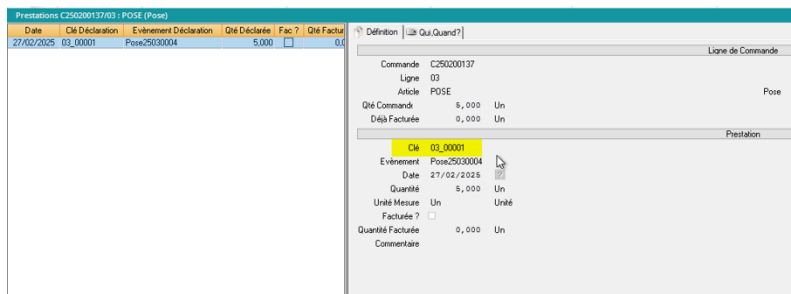 Prestations C250200137/03 : POSE (Pose)
Date Clé Déclaration Evènement Déclaration Qté Déclarée Fac ? Qté Factur
27/02/2025 03_00001 Pose25030004 5,000 0,0
Définition Qui,Quand?
Ligne de Commande
Commande C250200137
Ligne 03
Article POSE Pose
Qté Commandé 5,000 Un
Déjà Facturée 0,000 Un
Prestation
Clé 03_00001
Evènement Pose25030004
Date 27/02/2025 ?
Quantité 5,000 Un
Unité Mesure Un Unité
Facturée ?
Quantité Facturée 0,000 Un
Commentaire